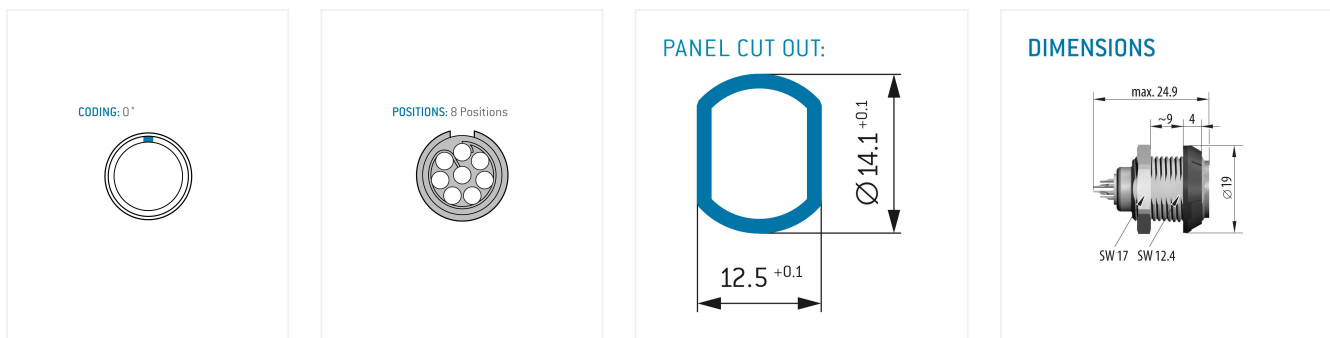 CODING: 0°
POSITIONS: 8 Positions
PANEL CUT OUT:
Ø14.1 +0.1
12.5 +0.1
DIMENSIONS
max. 24.9
~9
4
Ø19
SW 17
SW 12.4